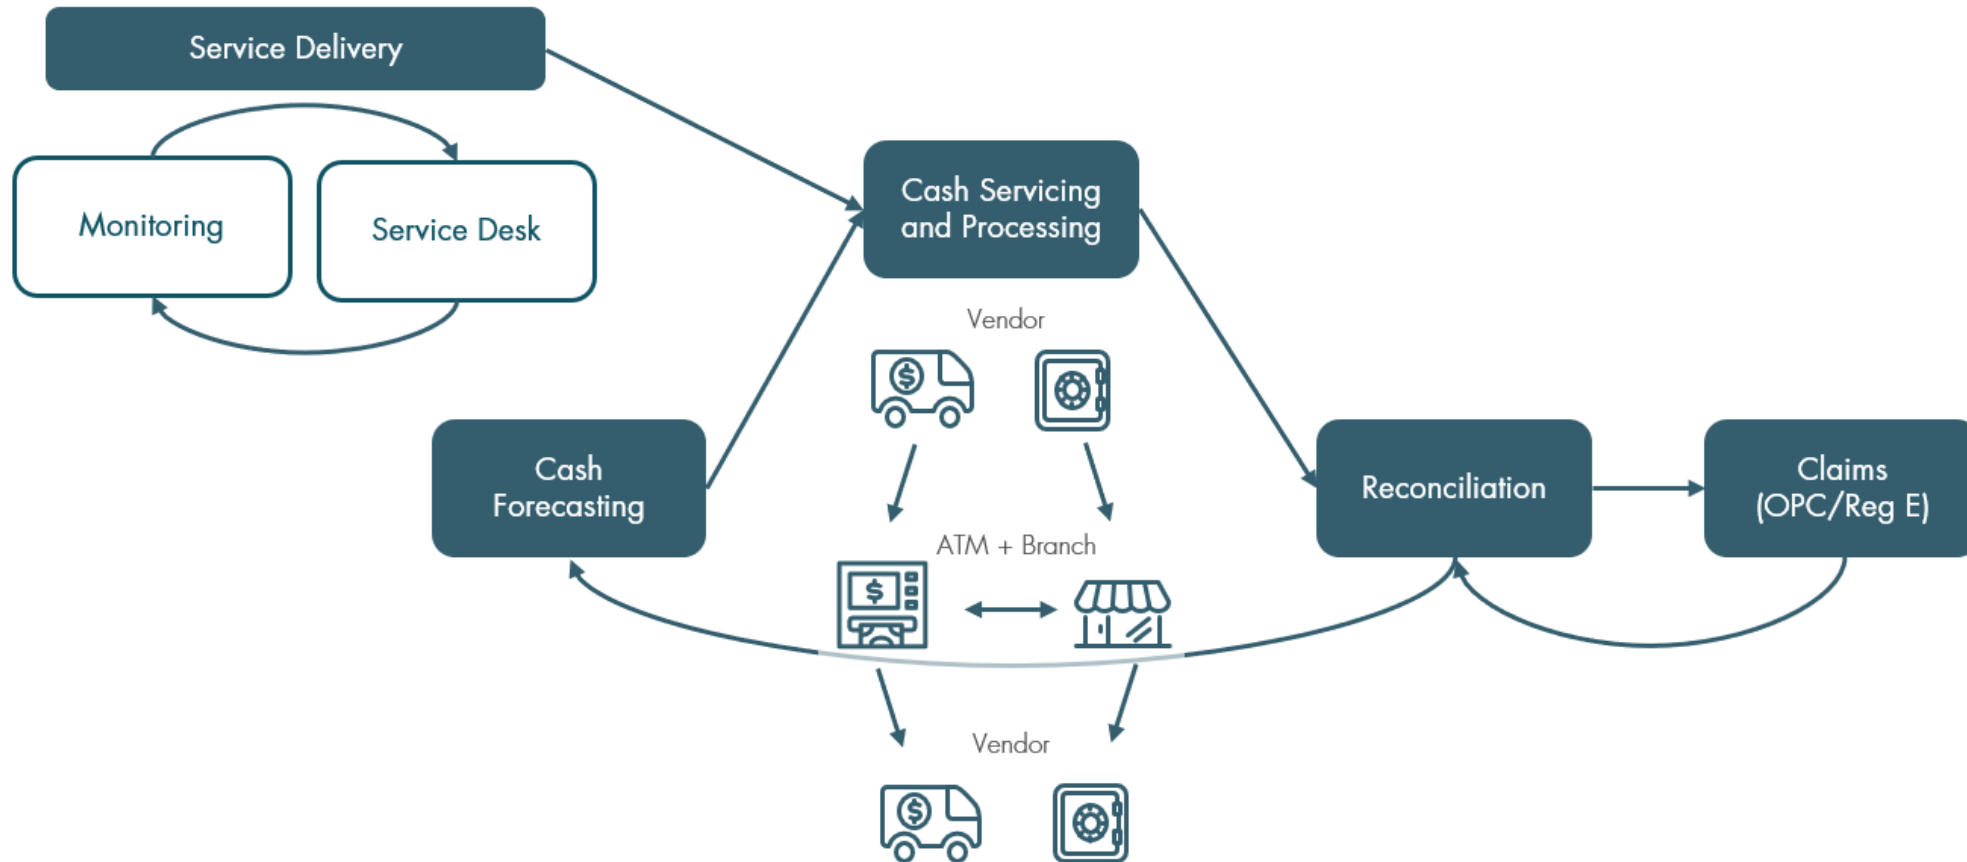 Service Delivery
Monitoring
Service Desk
Cash Servicing
and Processing
Vendor
$
Cash
Forecasting
Reconciliation
Claims
(OPC/Reg E)
ATM + Branch
$
Vendor
$